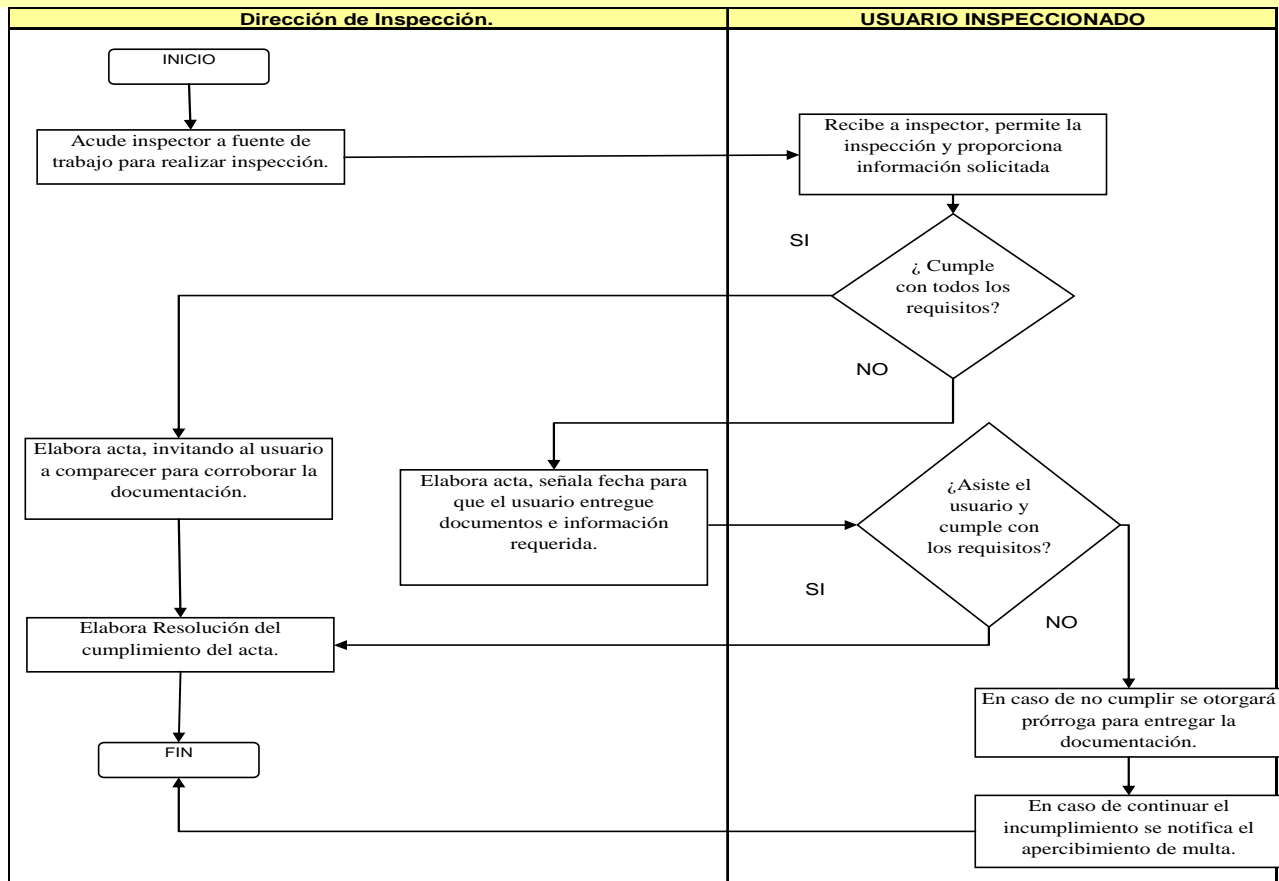 Dirección de Inspección.
USUARIO INSPECCIONADO
INICIO
Acude inspector a fuente de
trabajo para realizar inspección.
Recibe a inspector, permite la
inspección y proporciona
información solicitada
SI
¿ Cumple
con todos los
requisitos?
NO
Elabora acta, invitando al usuario
a comparecer para corroborar la
documentación.
Elabora acta, señala fecha para
que el usuario entregue
documentos e información
requerida.
¿Asiste el
usuario y
cumple con
los requisitos?
SI
NO
Elabora Resolución del
cumplimiento del acta.
En caso de no cumplir se otorgará
prórroga para entregar la
documentación.
FIN
En caso de continuar el
incumplimiento se notifica el
apercibimiento de multa.